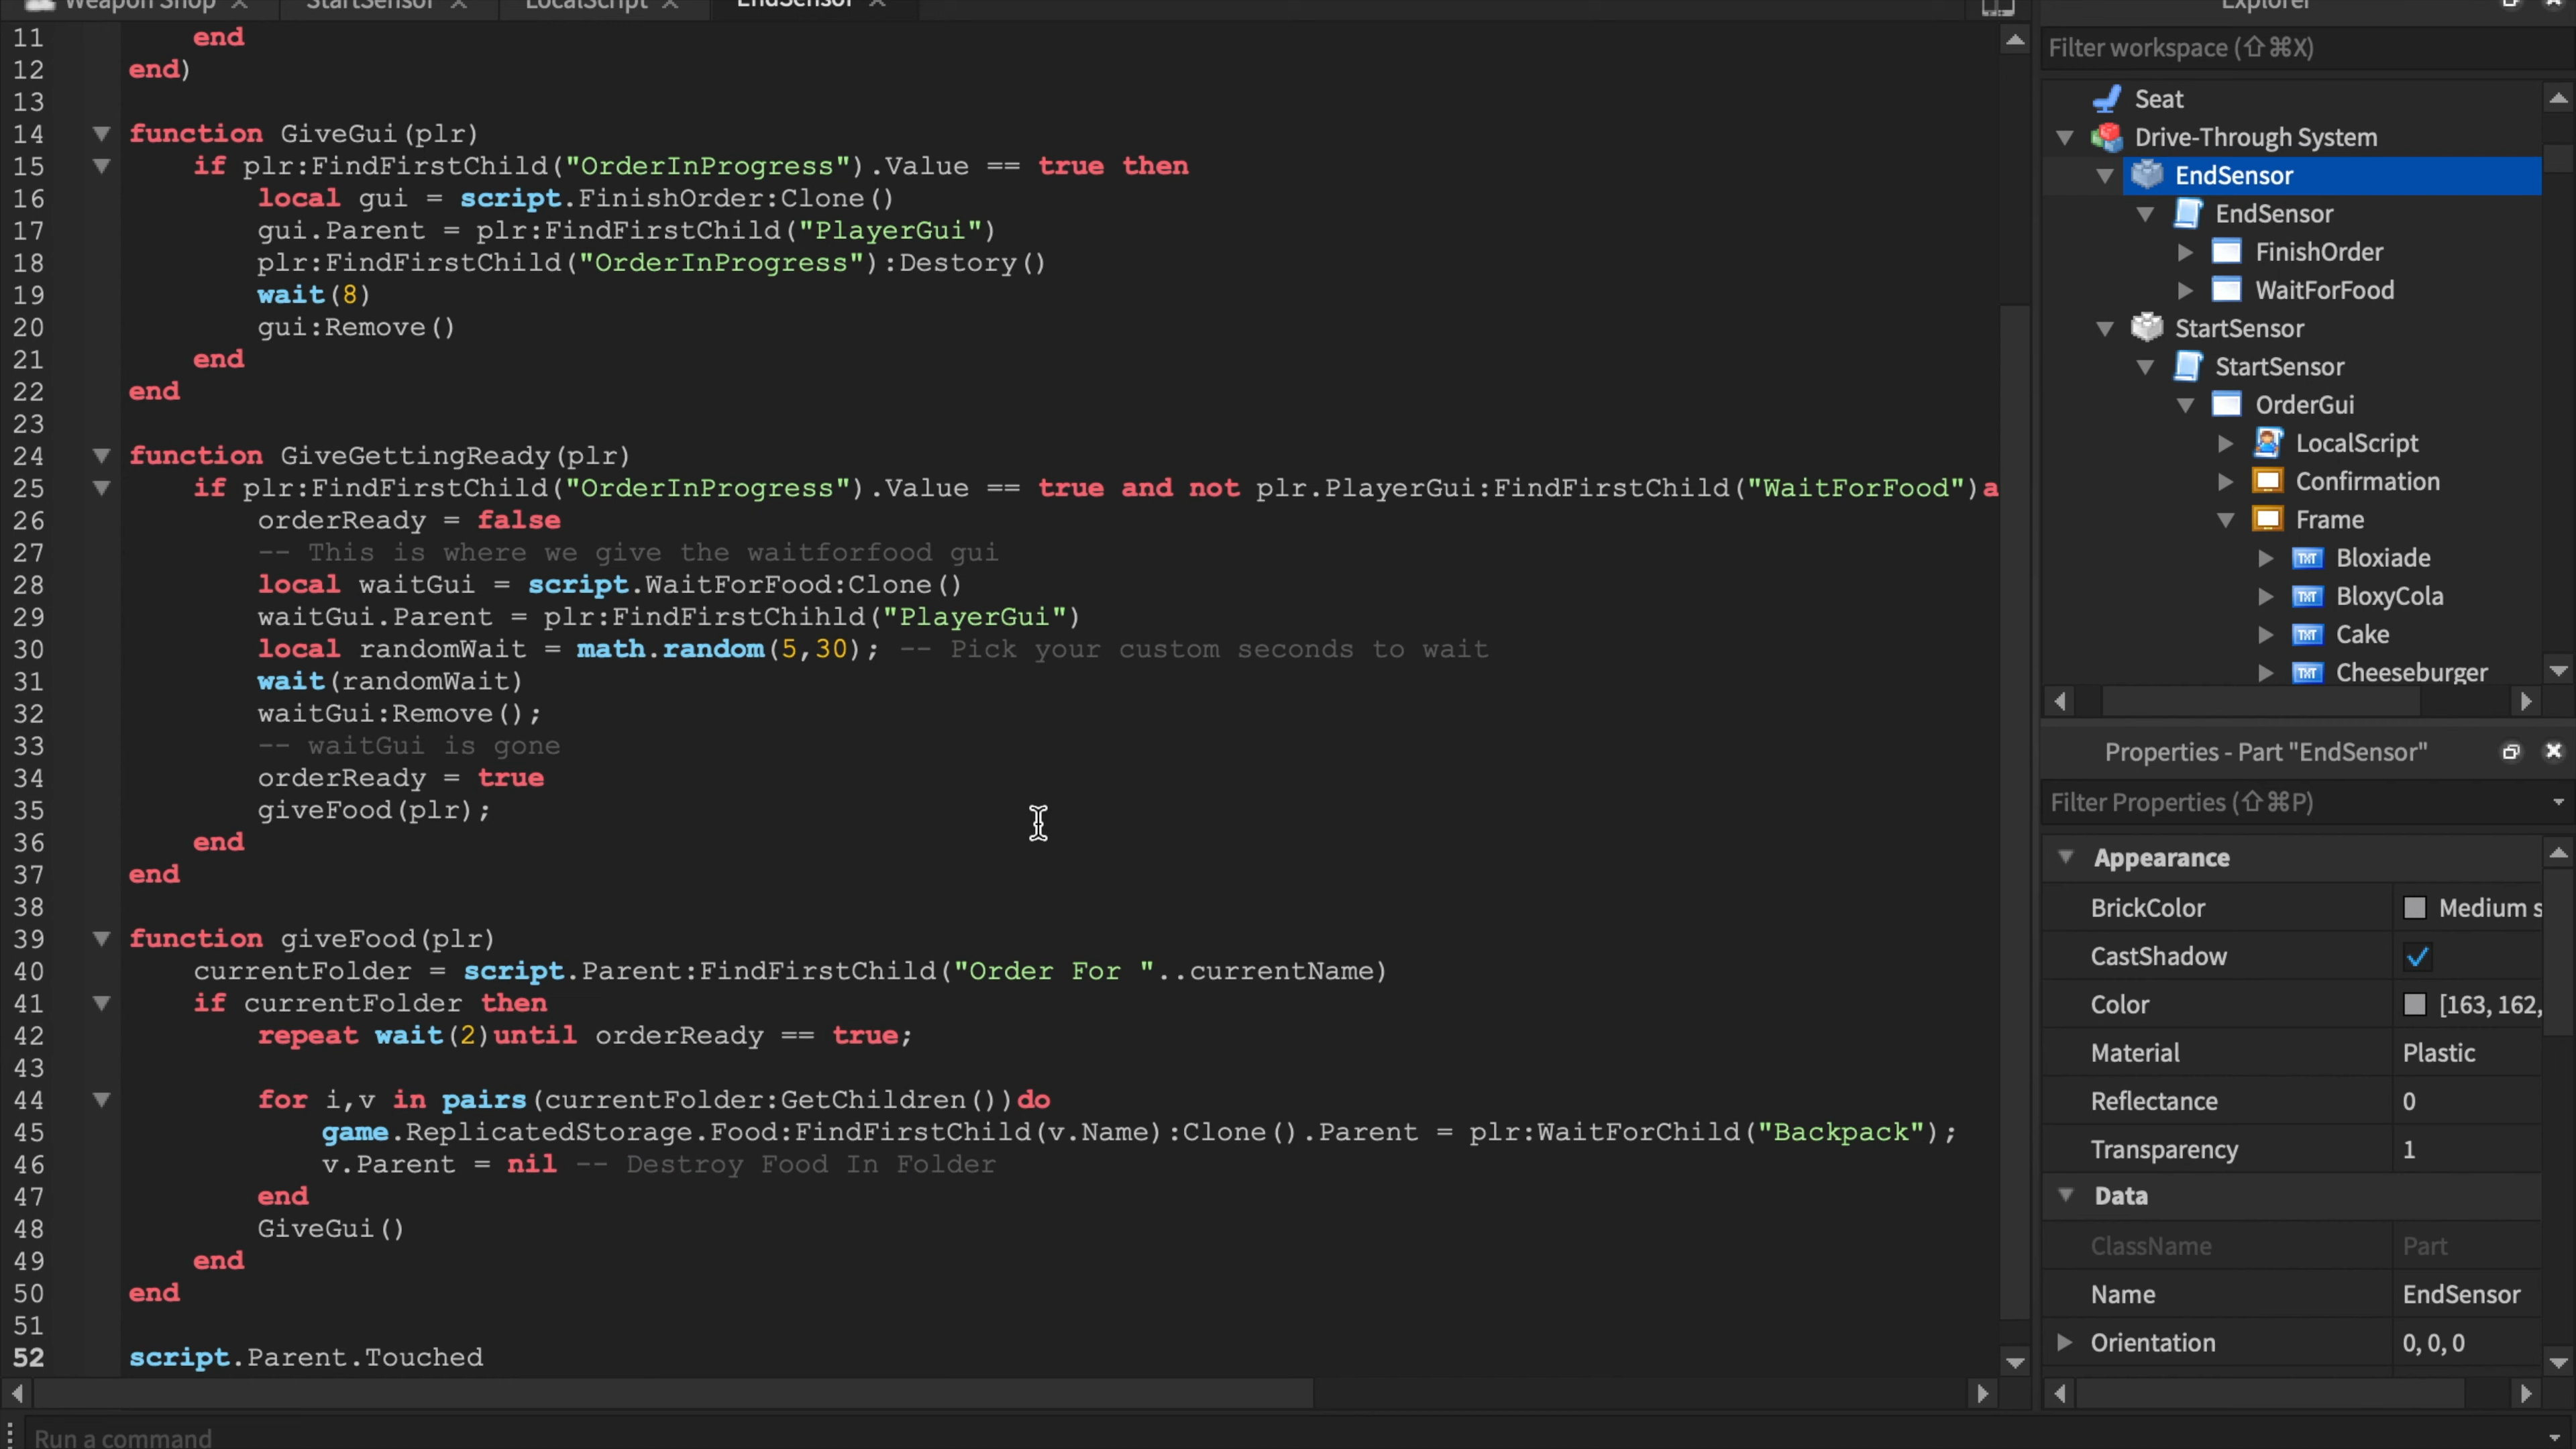 Weapon Shop
StartSensor
LocalScript
EndSensor
11 end
12 end)
13
14 function GiveGui(plr)
15 if plr:FindFirstChild("OrderInProgress").Value == true then
16 local gui = script.FinishOrder:Clone()
17 gui.Parent = plr:FindFirstChild("PlayerGui")
18 plr:FindFirstChild("OrderInProgress"):Destory()
19 wait(8)
20 gui:Remove()
21 end
22 end
23
24 function GiveGettingReady(plr)
25 if plr:FindFirstChild("OrderInProgress").Value == true and not plr.PlayerGui:FindFirstChild("WaitForFood")a
26 orderReady = false
27 -- This is where we give the waitforfood gui
28 local waitGui = script.WaitForFood:Clone()
29 waitGui.Parent = plr:FindFirstChihld("PlayerGui")
30 local randomWait = math.random(5,30); -- Pick your custom seconds to wait
31 wait(randomWait)
32 waitGui:Remove();
33 -- waitGui is gone
34 orderReady = true
35 giveFood(plr);
36 end
37 end
38
39 function giveFood(plr)
40 currentFolder = script.Parent:FindFirstChild("Order For "..currentName)
41 if currentFolder then
42 repeat wait(2)until orderReady == true;
43
44 for i,v in pairs(currentFolder:GetChildren())do
45 game.ReplicatedStorage.Food:FindFirstChild(v.Name):Clone().Parent = plr:WaitForChild("Backpack");
46 v.Parent = nil -- Destroy Food In Folder
47 end
48 GiveGui()
49 end
50 end
51
52 script.Parent.Touched
Run a command
Explorer
Filter workspace (⇧⌘X)
Seat
Drive-Through System
EndSensor
EndSensor
FinishOrder
WaitForFood
StartSensor
StartSensor
OrderGui
LocalScript
Confirmation
Frame
TXT Bloxiade
TXT BloxyCola
TXT Cake
TXT Cheeseburger
Properties - Part "EndSensor"
Filter Properties (⇧⌘P)
Appearance
BrickColor Medium s
CastShadow
Color [163, 162,
Material Plastic
Reflectance 0
Transparency 1
Data
ClassName Part
Name EndSensor
Orientation 0, 0, 0